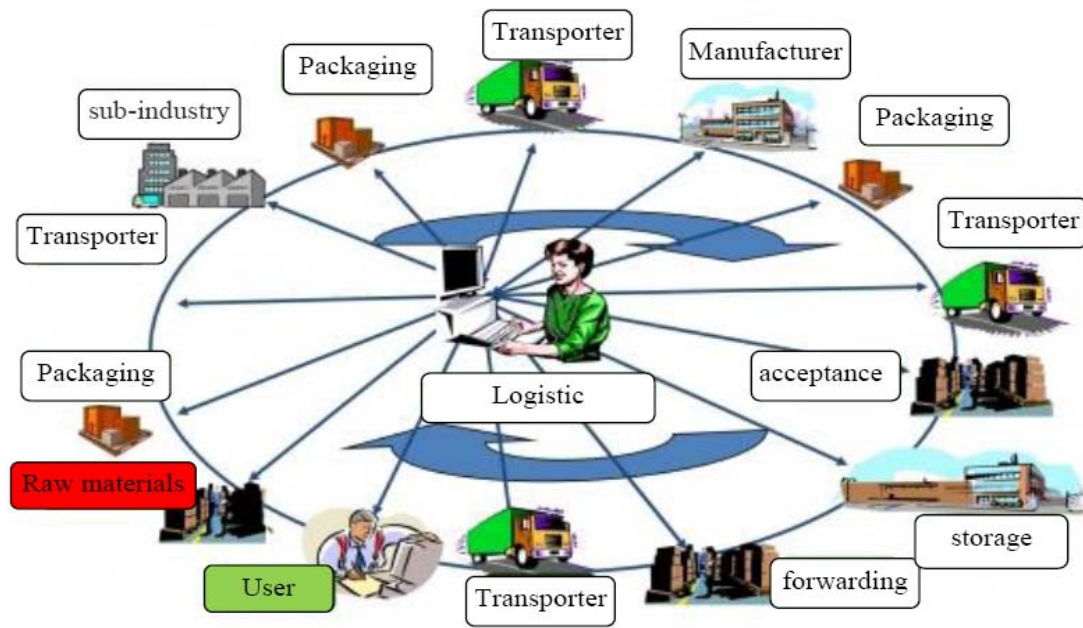 Transporter
Packaging
Manufacturer
sub-industry
Packaging
Transporter
Transporter
Packaging
acceptance
Logistic
Raw materials
storage
User
Transporter
forwarding